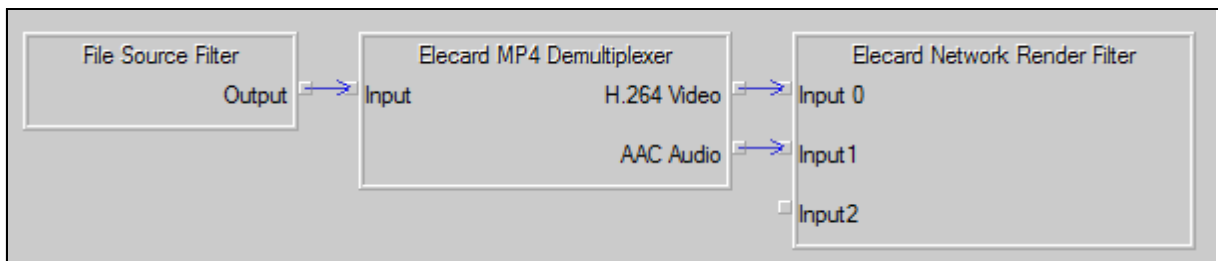 File Source Filter
Output
Elecard MP4 Demultiplexer
Input
H.264 Video
AAC Audio
Elecard Network Render Filter
Input 0
Input1
Input2